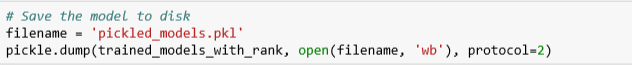 # Save the model to disk
filename = 'pickled_models.pkl'
pickle.dump(trained_models_with_rank, open(filename, 'wb'), protocol=2)